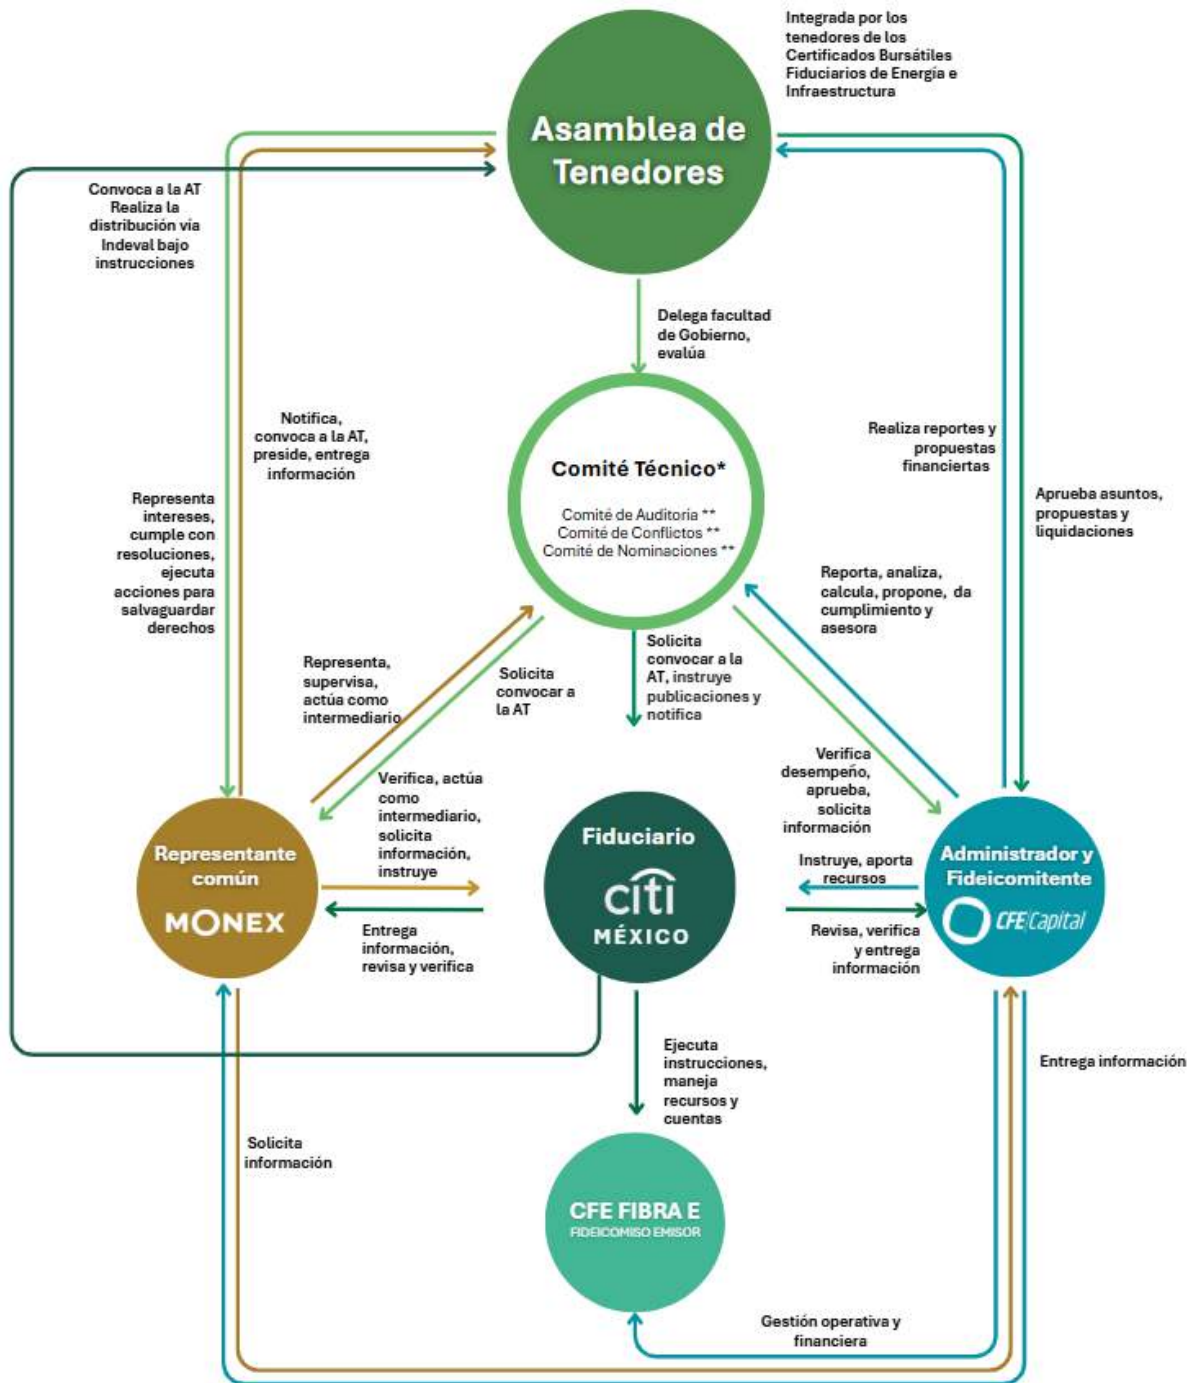 Integrada por los
tenedores de los
Certificados Bursátiles
Fiduciarios de Energía e
Infraestructura
Asamblea de
Tenedores
Convoca a la AT
Realiza la
distribución vía
Indeval bajo
instrucciones
Delega facultad
de Gobierno,
evalúa
Notifica,
convoca a la AT,
preside, entrega
información
Realiza reportes y
propuestas
financiertas
Representa
intereses,
cumple con
resoluciones,
ejecuta
acciones para
salvaguardar
derechos
Comité Técnico*
Comité de Auditoría **
Comité de Conflictos **
Comité de Nominaciones **
Aprueba asuntos,
propuestas y
liquidaciones
Reporta, analiza,
calcula, propone, da
cumplimiento y
asesora
Representa,
supervisa,
actúa como
intermediario
Solicita
convocar a
la AT
Solicita
convocar a la
AT, instruye
publicaciones y
notifica
Verifica, actúa
como
intermediario,
solicita
información,
instruye
Verifica
desempeño,
aprueba,
solicita
información
Representante
común
MONEX
Fiduciario
citi
MÉXICO
Instruye, aporta
recursos
Administrador y
Fideicomitente
CFE Capital
Entrega
información,
revisa y verifica
Revisa, verifica
y entrega
información
Ejecuta
instrucciones,
maneja
recursos y
cuentas
Entrega información
Solicita
información
CFE FIBRA E
FIDEICOMISO EMISOR
Gestión operativa y
financiera